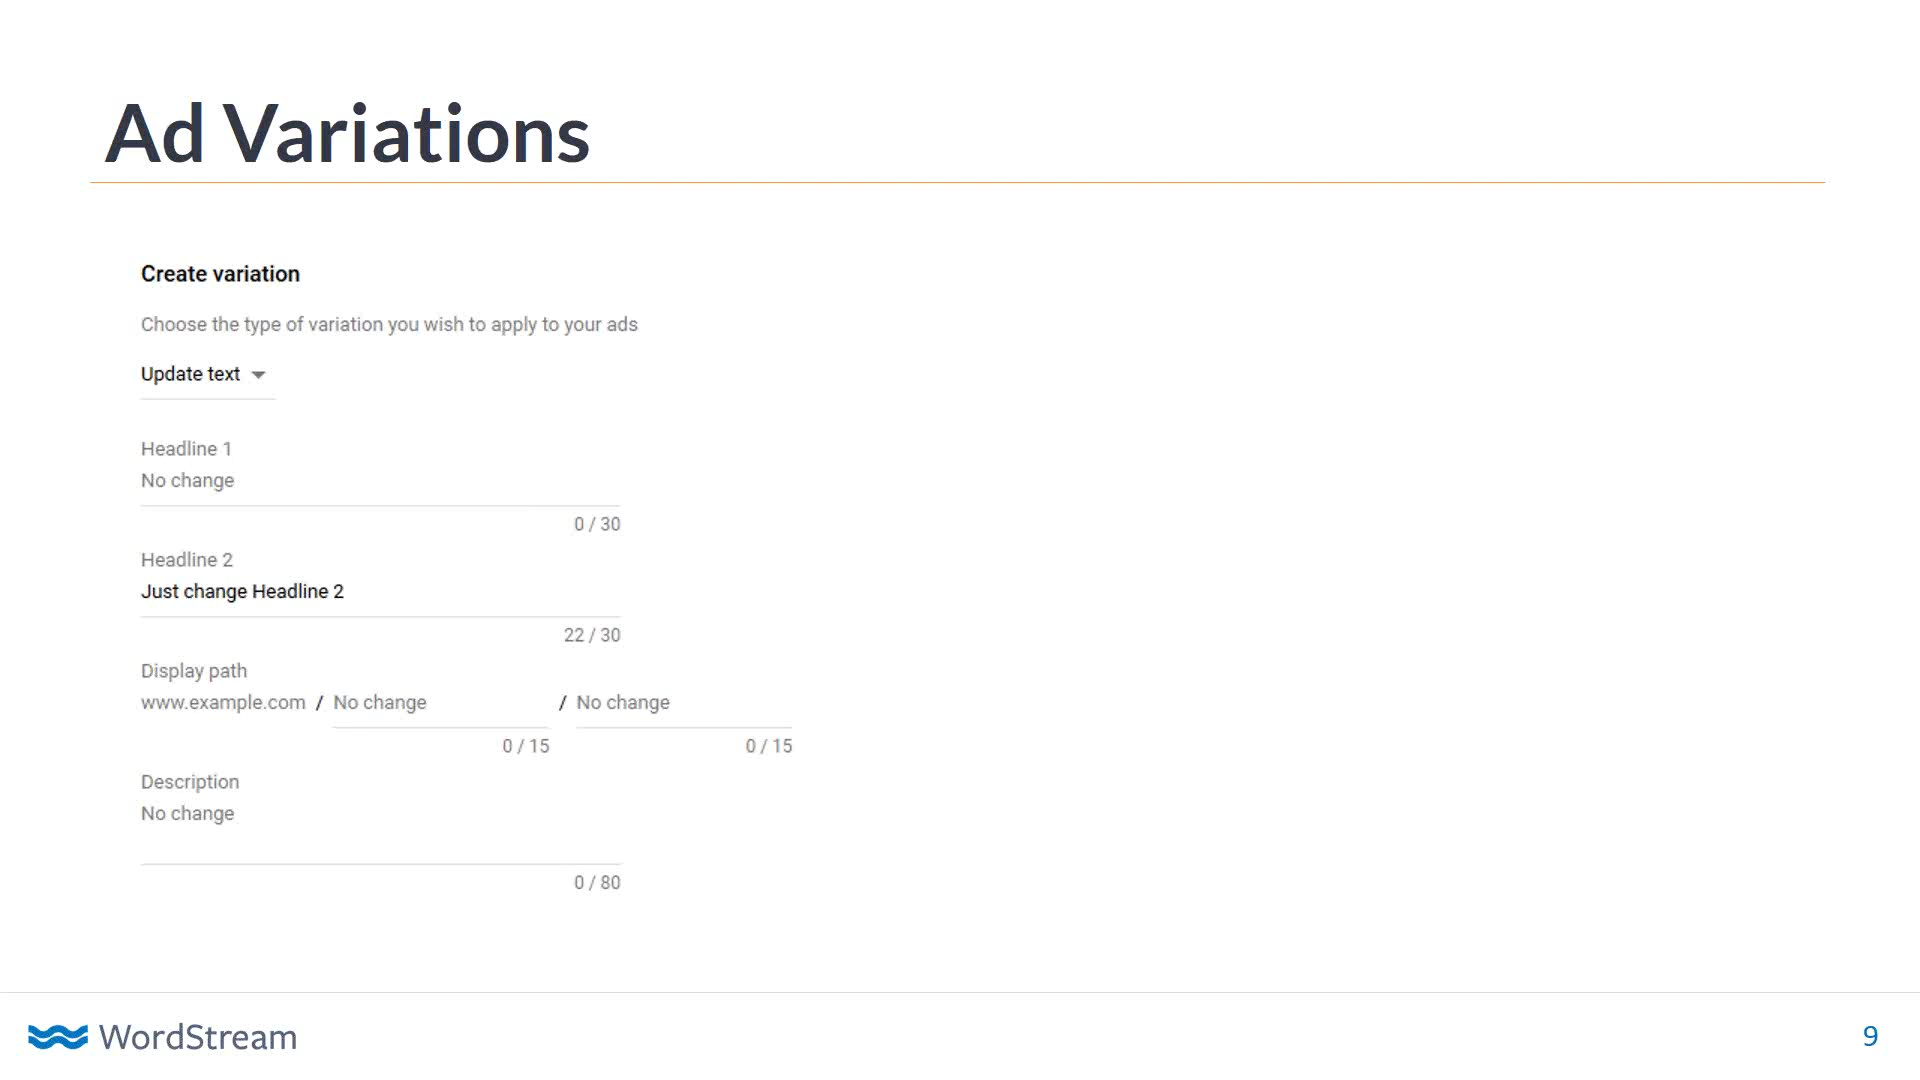 Ad Variations
Create variation
Choose the type of variation you wish to apply to your ads
Update text
Headline 1
No change
0 / 30
Headline 2
Just change Headline 2
22 / 30
Display path
www.example.com / No change / No change
0 / 15 0 / 15
Description
No change
0 / 80
WordStream
9